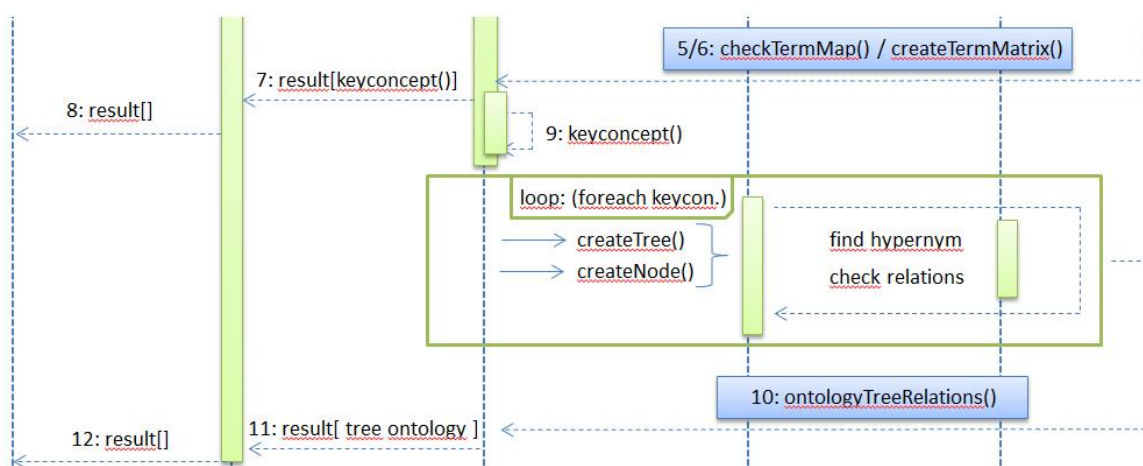 5/6: checkTermMap() / createTermMatrix()
7: result[keyconcept()]
8: result[]
9: keyconcept()
loop: (foreach keycon.)
createTree()
find hypernym
createNode()
check relations
10: ontologyTreeRelations()
11: result[ tree ontology ]
12: result[]